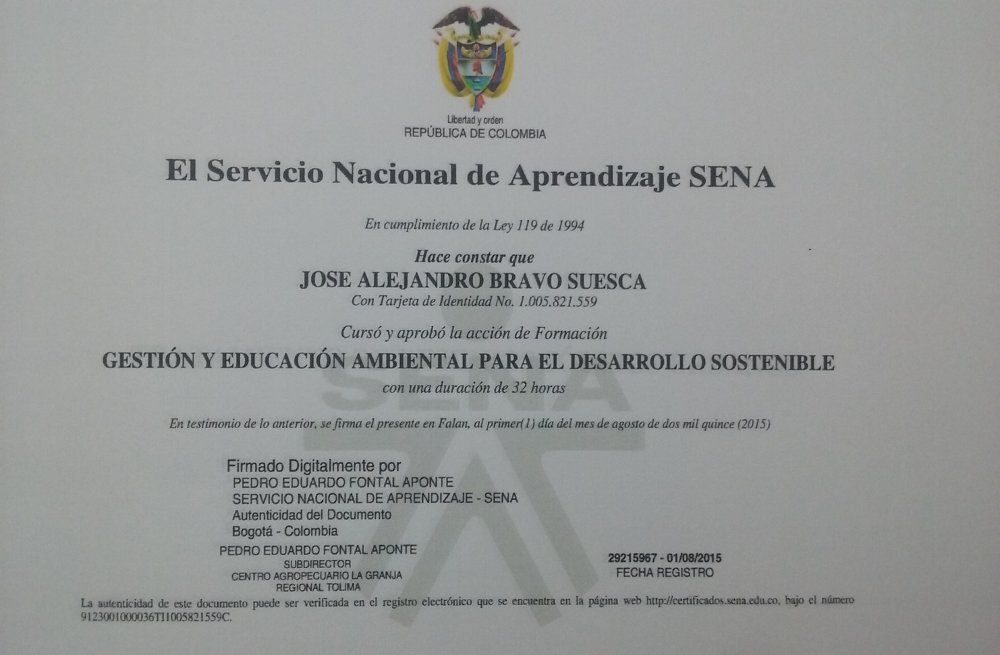 Libertad y orden
REPÚBLICA DE COLOMBIA
El Servicio Nacional de Aprendizaje SENA
En cumplimiento de la Ley 119 de 1994
Hace constar que
JOSE ALEJANDRO BRAVO SUESCA
Con Tarjeta de Identidad No. 1.005.821.559
Cursó y aprobó la acción de Formación
GESTIÓN Y EDUCACIÓN AMBIENTAL PARA EL DESARROLLO SOSTENIBLE
con una duración de 32 horas
SENA
En testimonio de lo anterior, se firma el presente en Falan, al primer(1) día del mes de agosto de dos mil quince (2015)
Firmado Digitalmente por
PEDRO EDUARDO FONTAL APONTE
SERVICIO NACIONAL DE APRENDIZAJE - SENA
Autenticidad del Documento
Bogotá - Colombia
PEDRO EDUARDO FONTAL APONTE
SUBDIRECTOR
CENTRO AGROPECUARIO LA GRANJA
REGIONAL TOLIMA
29215967 - 01/08/2015
FECHA REGISTRO
La autenticidad de este documento puede ser verificada en el registro electrónico que se encuentra en la página web http://certificados.sena.edu.co, bajo el número
9123001000036TI1005821559C.